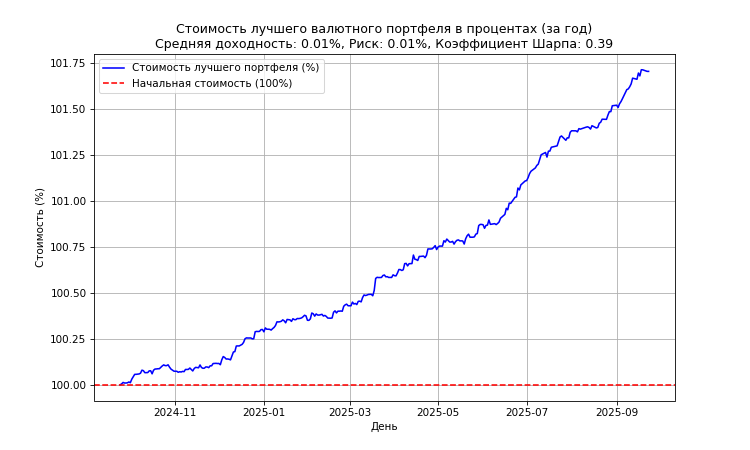 Стоимость лучшего валютного портфеля в процентах (за год)
Средняя доходность: 0.01%, Риск: 0.01%, Коэффициент Шарпа: 0.39
Стоимость лучшего портфеля (%)
Начальная стоимость (100%)
Стоимость (%)
101.75
101.50
101.25
101.00
100.75
100.50
100.25
100.00
2024-11
2025-01
2025-03
2025-05
2025-07
2025-09
День